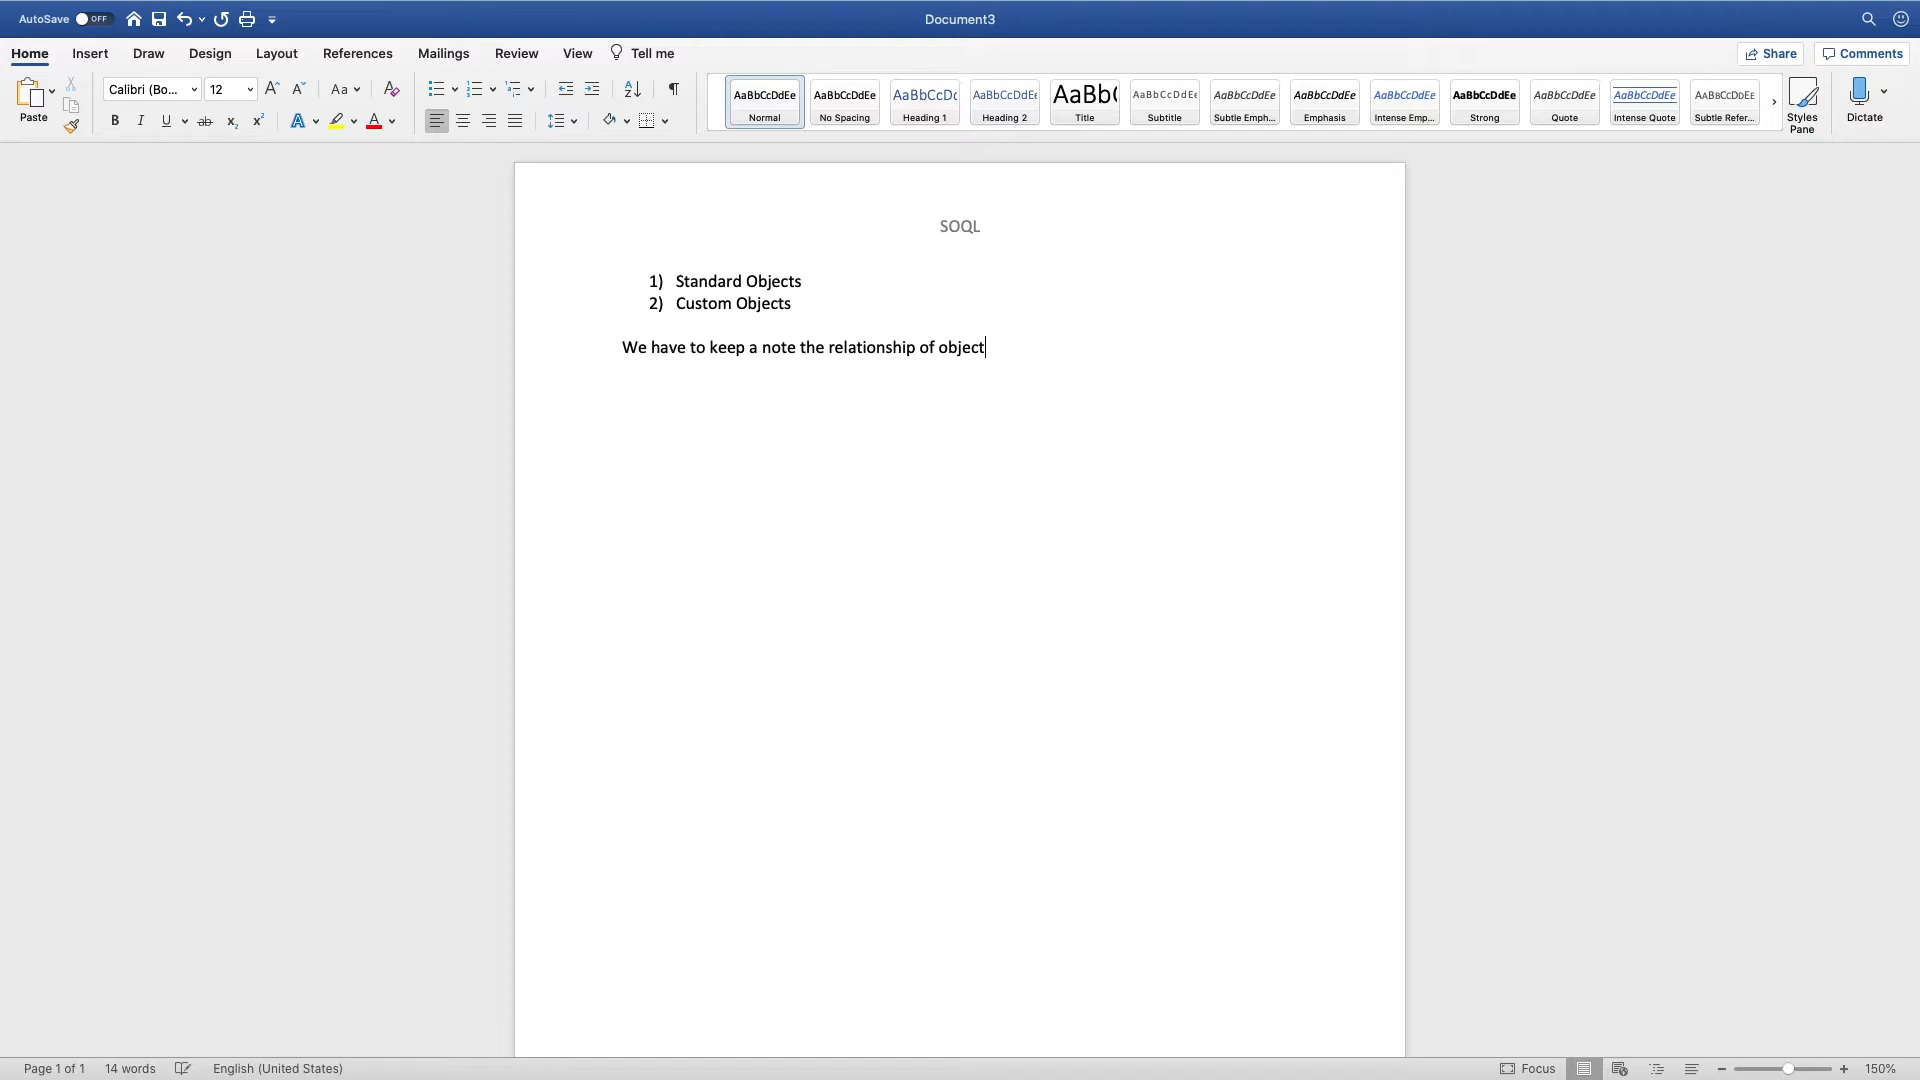 AutoSave OFF Document3
Home Insert Draw Design Layout References Mailings Review View Tell me Share Comments
Paste Calibri (Bo... 12 Aa
AaBbCcDdEe AaBbCcDdEe AaBbCcDc AaBbCcDdEe AaBb( AaBbCcDdEe AaBbCcDdEe AaBbCcDdEe AaBbCcDdEe AaBbCcDdEe AaBbCcDdEe AaBbCcDdEe AaBbCcDdEe
Normal No Spacing Heading 1 Heading 2 Title Subtitle Subtle Emph... Emphasis Intense Emp... Strong Quote Intense Quote Subtle Refer... Styles Pane Dictate
SOQL
1) Standard Objects
2) Custom Objects
We have to keep a note the relationship of object
Page 1 of 1 14 words English (United States) Focus 150%